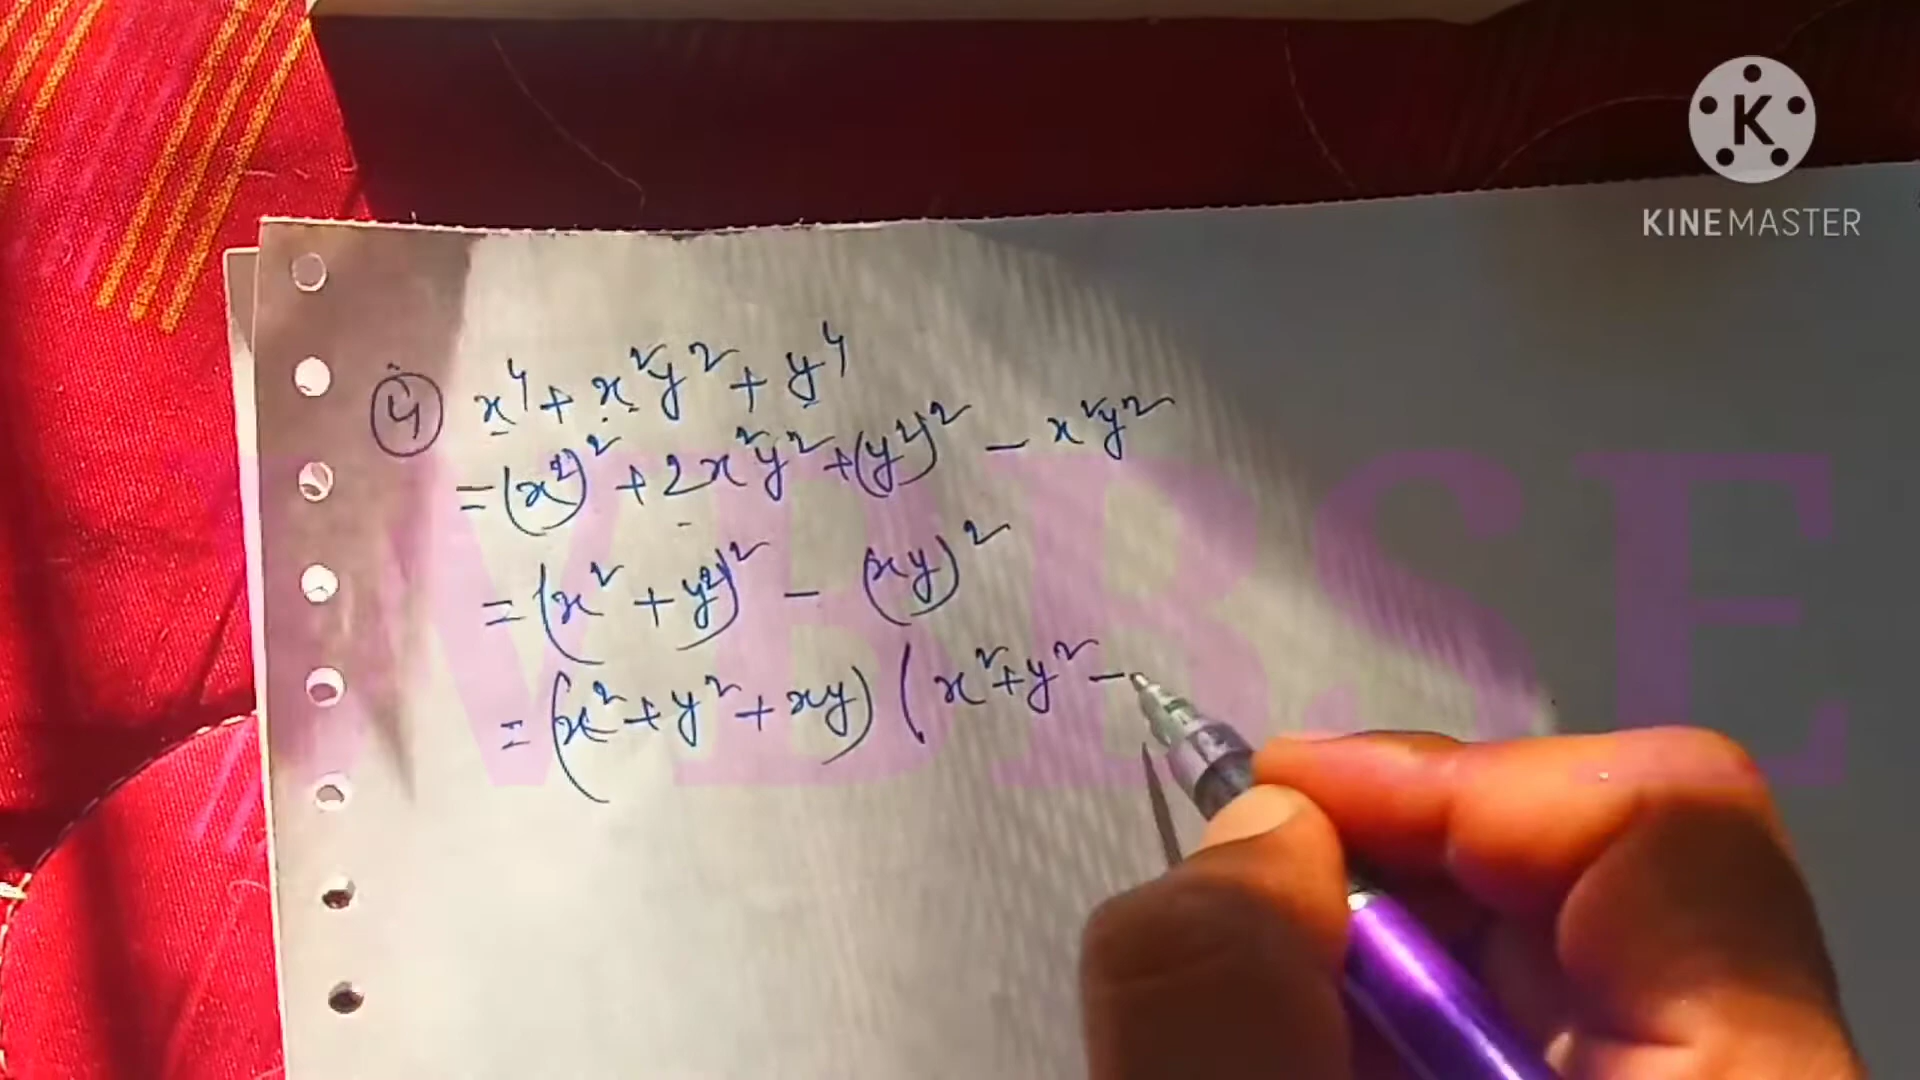 K
KINEMASTER
4 x⁴ + x²y² + y⁴
= (x²)² + 2x²y² + (y²)² - x²y²
= (x² + y²)² - (xy)²
= (x² + y² + xy) (x² + y² -
WBBSE